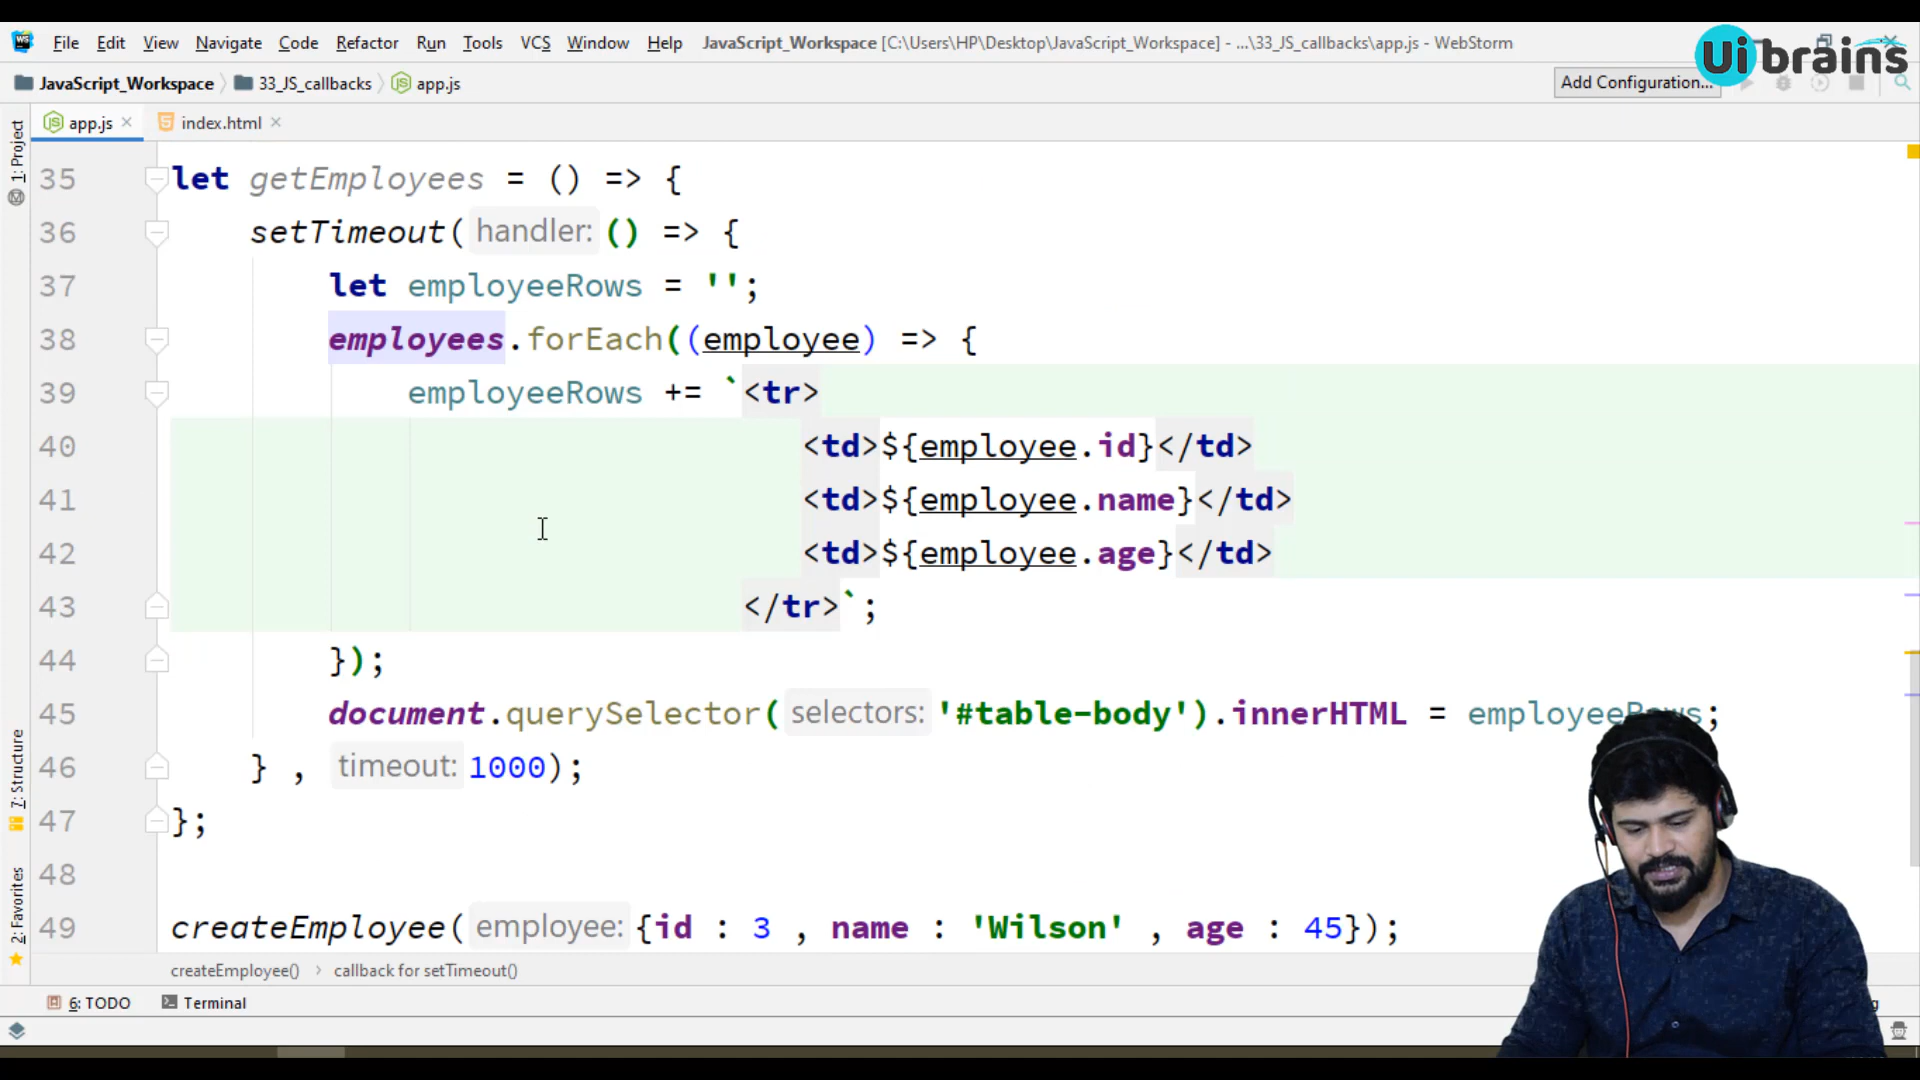 File Edit View Navigate Code Refactor Run Tools VCS Window Help JavaScript_Workspace [C:\Users\HP\Desktop\JavaScript_Workspace] - ...\33_JS_callbacks\app.js - WebStorm
Ui brains
JavaScript_Workspace 33_JS_callbacks app.js Add Configuration...
app.js index.html
1: Project
7: Structure
2: Favorites
35 let getEmployees = () => {
36 setTimeout( handler: () => {
37 let employeeRows = '';
38 employees.forEach((employee) => {
39 employeeRows += `<tr>
40 <td>${employee.id}</td>
41 <td>${employee.name}</td>
42 <td>${employee.age}</td>
43 </tr>`;
44 });
45 document.querySelector( selectors: '#table-body').innerHTML = employeeRows;
46 } , timeout: 1000);
47 };
48
49 createEmployee( employee: {id : 3 , name : 'Wilson' , age : 45});
createEmployee() › callback for setTimeout()
6: TODO Terminal